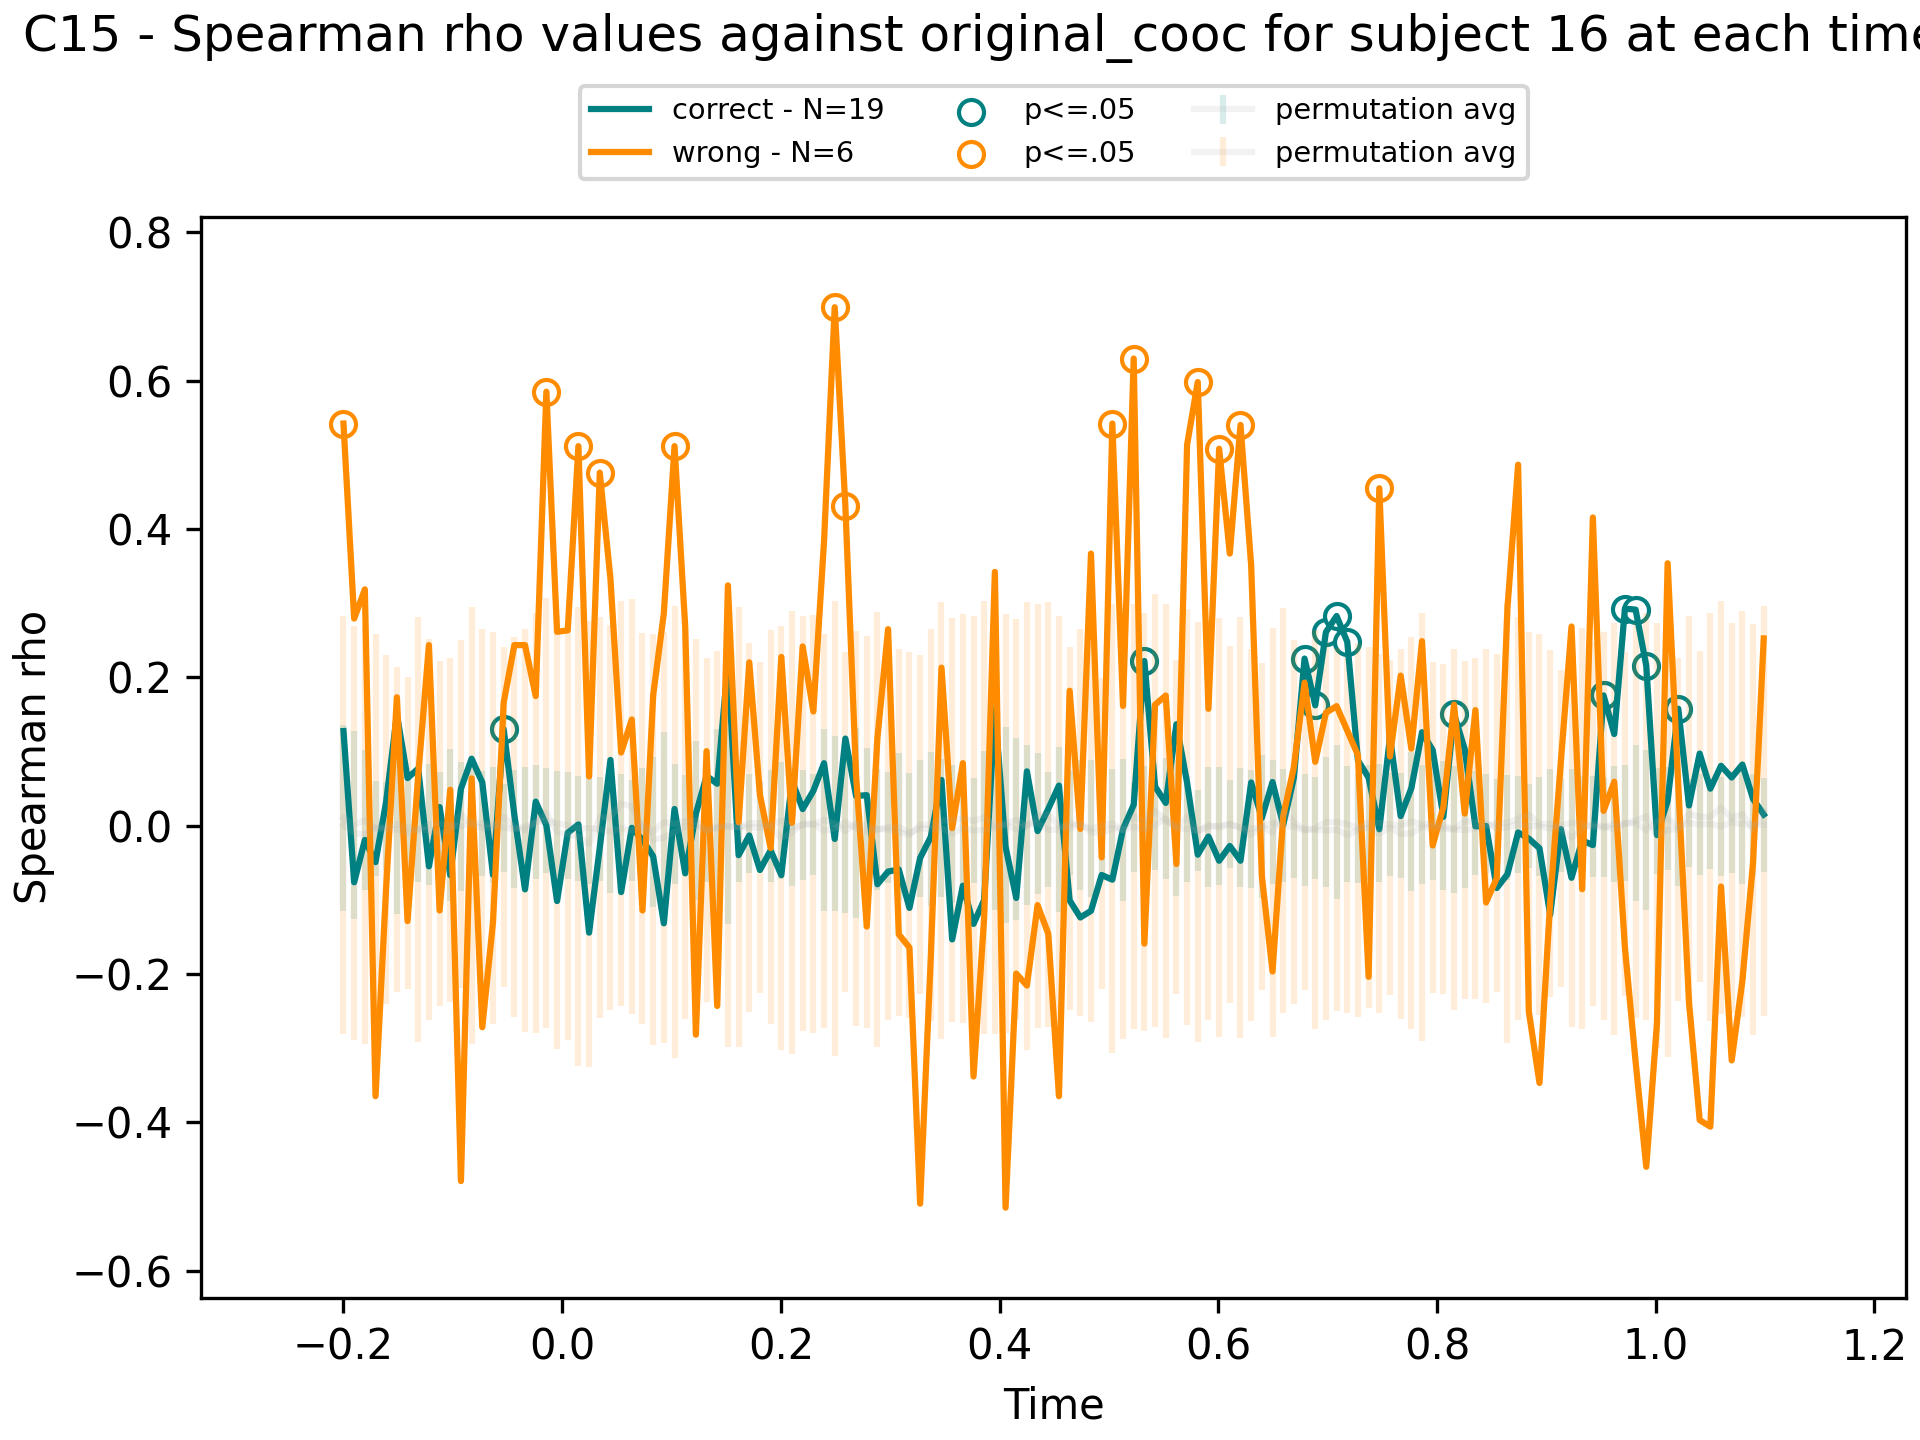 C15 - Spearman rho values against original_cooc for subject 16 at each time
correct - N=19
wrong - N=6
p<=.05
p<=.05
permutation avg
permutation avg
Spearman rho
0.8
0.6
0.4
0.2
0.0
−0.2
−0.4
−0.6
−0.2 0.0 0.2 0.4 0.6 0.8 1.0 1.2
Time